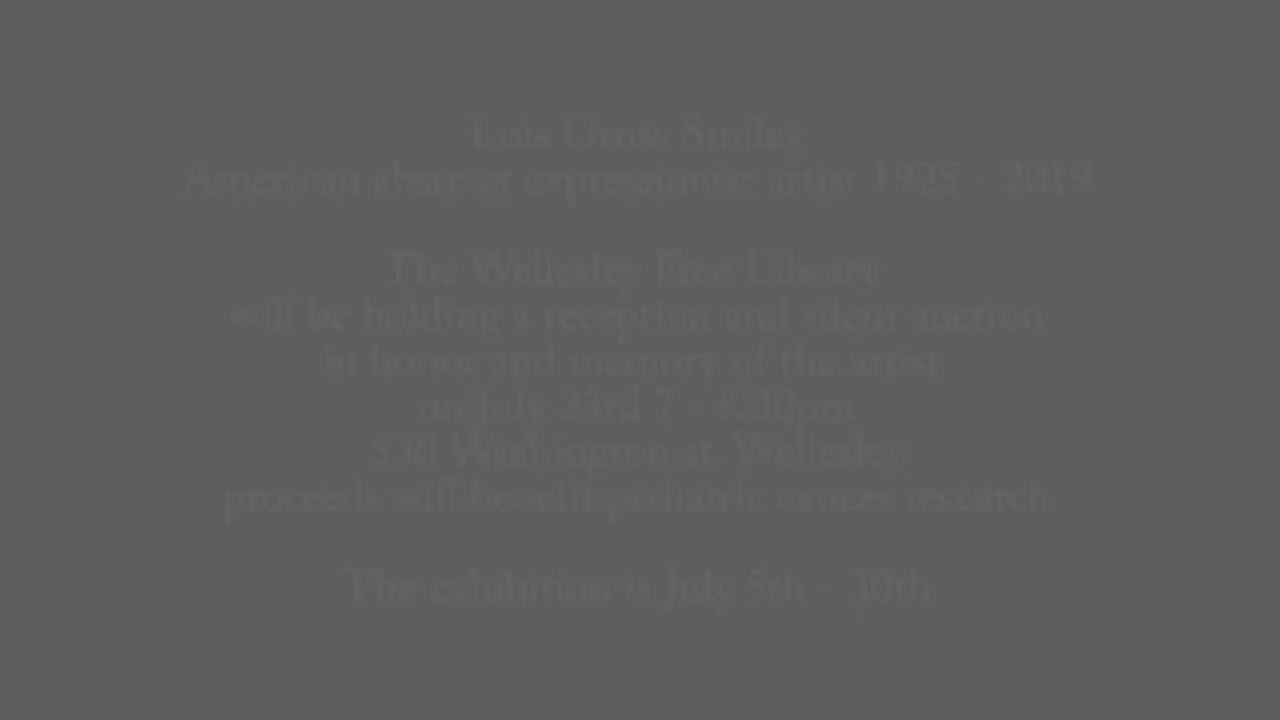 Lois Gross Smiley
American abstract expressionist artist 1925 - 2019
The Wellesley Free Library
will be holding a reception and silent auction
in honor and memory of the artist
on July 23rd 7 - 8.30pm
530 Washington st. Wellesley
proceeds will benefit pediatric cancer research
The exhibition is July 5th - 30th